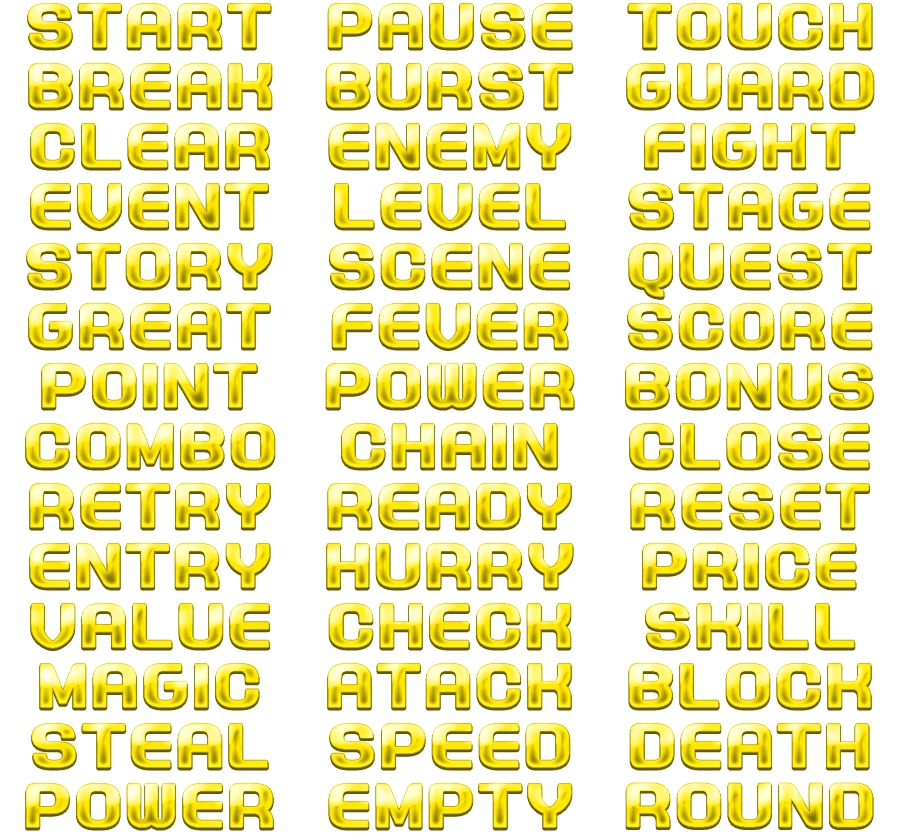 START PAUSE TOUCH
BREAK BURST GUARD
CLEAR ENEMY FIGHT
EVENT LEVEL STAGE
STORY SCENE QUEST
GREAT FEVER SCORE
POINT POWER BONUS
COMBO CHAIN CLOSE
RETRY READY RESET
ENTRY HURRY PRICE
VALUE CHECK SKILL
MAGIC ATACK BLOCK
STEAL SPEED DEATH
POWER EMPTY ROUND